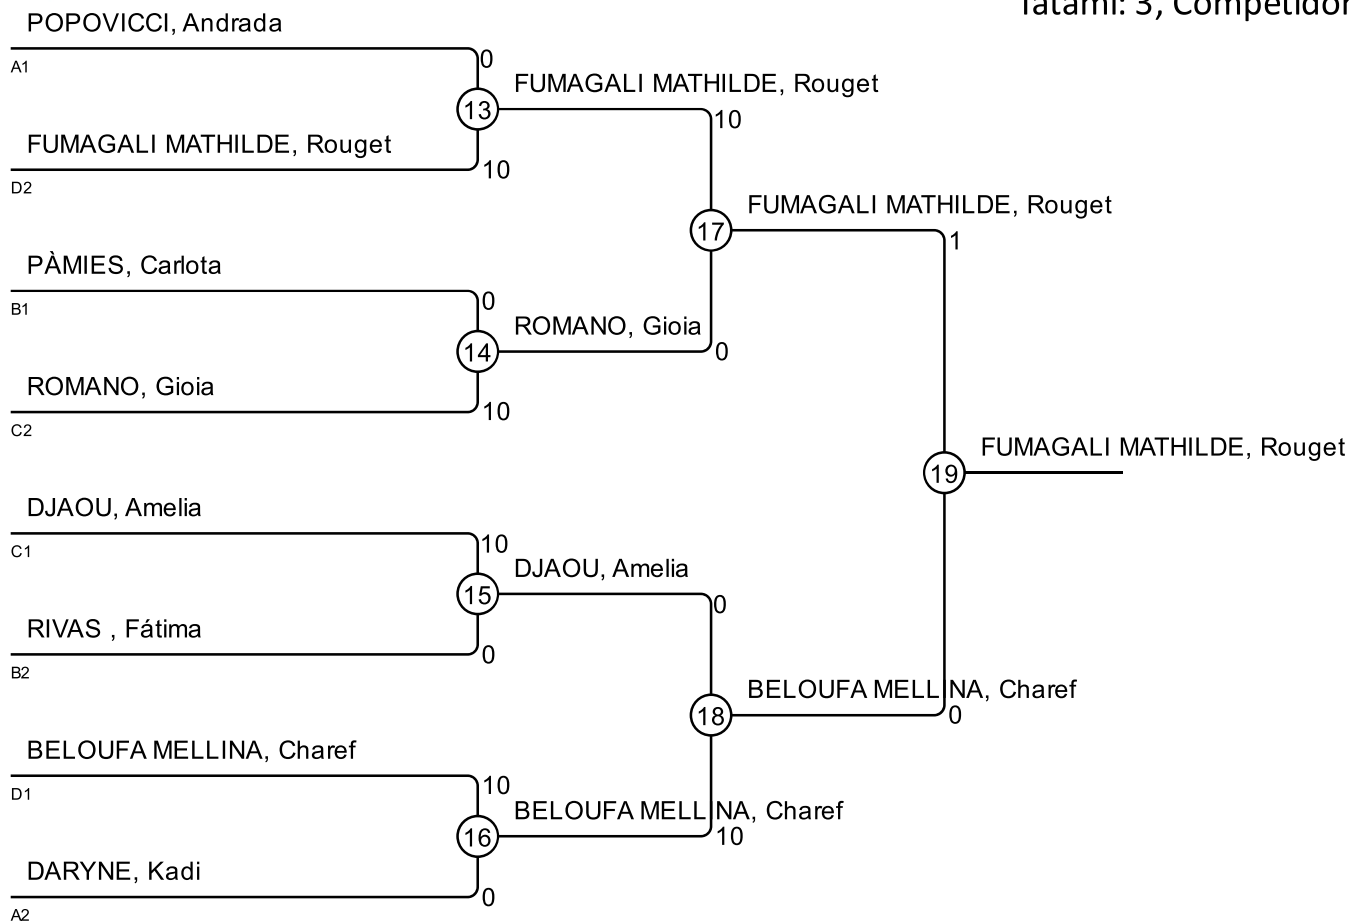 Tatami: 3, Competidor
POPOVICCI, Andrada
0
A1
FUMAGALI MATHILDE, Rouget
13
10
FUMAGALI MATHILDE, Rouget
10
D2
FUMAGALI MATHILDE, Rouget
17
1
PÀMIES, Carlota
0
B1
ROMANO, Gioia
14
0
ROMANO, Gioia
10
C2
FUMAGALI MATHILDE, Rouget
19
DJAOU, Amelia
10
C1
DJAOU, Amelia
15
0
RIVAS , Fátima
0
B2
BELOUFA MELLINA, Charef
18
0
BELOUFA MELLINA, Charef
10
D1
BELOUFA MELLINA, Charef
16
10
DARYNE, Kadi
0
A2